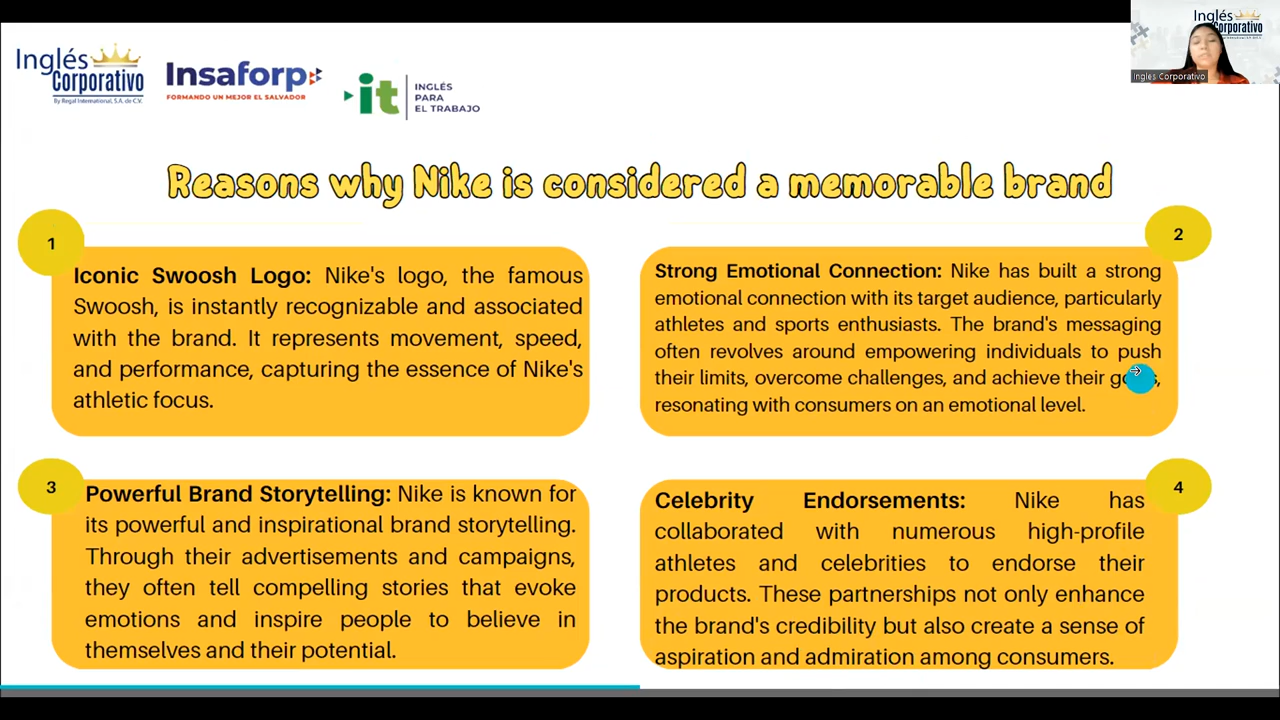 Inglés
Corporativo
By Regal International, S.A. de C.V.
Insaforp
FORMANDO UN MEJOR EL SALVADOR
it
INGLÉS
PARA
EL TRABAJO
Inglés
Corporativo
Ingles Corporativo
Reasons why Nike is considered a memorable brand
1
Iconic Swoosh Logo: Nike's logo, the famous
Swoosh, is instantly recognizable and associated
with the brand. It represents movement, speed,
and performance, capturing the essence of Nike's
athletic focus.
2
Strong Emotional Connection: Nike has built a strong
emotional connection with its target audience, particularly
athletes and sports enthusiasts. The brand's messaging
often revolves around empowering individuals to push
their limits, overcome challenges, and achieve their
resonating with consumers on an emotional level.
3
Powerful Brand Storytelling: Nike is known for
its powerful and inspirational brand storytelling.
Through their advertisements and campaigns,
they often tell compelling stories that evoke
emotions and inspire people to believe in
themselves and their potential.
4
Celebrity Endorsements: Nike has
collaborated with numerous high-profile
athletes and celebrities to endorse their
products. These partnerships not only enhance
the brand's credibility but also create a sense of
aspiration and admiration among consumers.